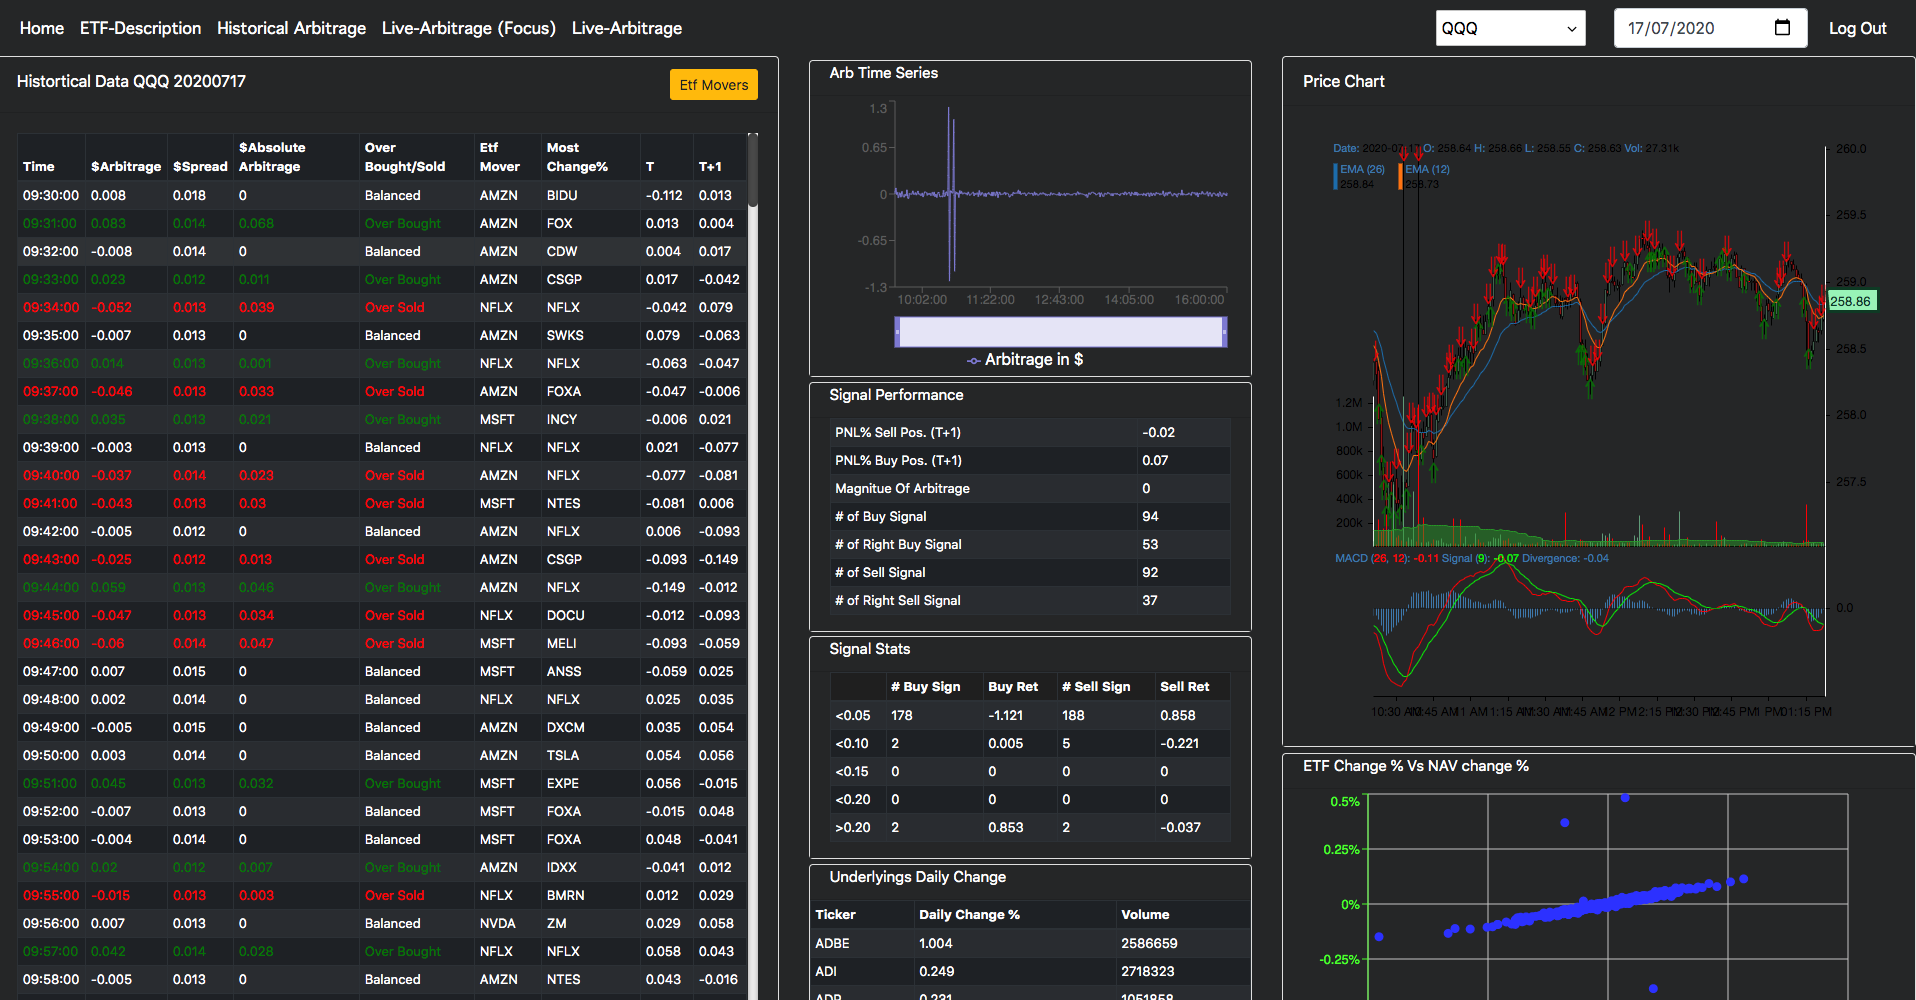 Home ETF-Description Historical Arbitrage Live-Arbitrage (Focus) Live-Arbitrage QQQ 17/07/2020 Log Out
Histortical Data QQQ 20200717 Etf Movers
Time $Arbitrage $Spread $Absolute Arbitrage Over Bought/Sold Etf Mover Most Change% T T+1
09:30:00 0.008 0.018 0 Balanced AMZN BIDU -0.112 0.013
09:31:00 0.083 0.014 0.068 Over Bought AMZN FOX 0.013 0.004
09:32:00 -0.008 0.014 0 Balanced AMZN CDW 0.004 0.017
09:33:00 0.023 0.012 0.011 Over Bought AMZN CSGP 0.017 -0.042
09:34:00 -0.052 0.013 0.039 Over Sold NFLX NFLX -0.042 0.079
09:35:00 -0.007 0.013 0 Balanced AMZN SWKS 0.079 -0.063
09:36:00 0.014 0.013 0.001 Over Bought NFLX NFLX -0.063 -0.047
09:37:00 -0.046 0.013 0.033 Over Sold AMZN FOXA -0.047 -0.006
09:38:00 0.035 0.013 0.021 Over Bought MSFT INCY -0.006 0.021
09:39:00 -0.003 0.013 0 Balanced NFLX NFLX 0.021 -0.077
09:40:00 -0.037 0.014 0.023 Over Sold AMZN NFLX -0.077 -0.081
09:41:00 -0.043 0.013 0.03 Over Sold MSFT NTES -0.081 0.006
09:42:00 -0.005 0.012 0 Balanced AMZN NFLX 0.006 -0.093
09:43:00 -0.025 0.012 0.013 Over Sold AMZN CSGP -0.093 -0.149
09:44:00 0.059 0.013 0.046 Over Bought AMZN NFLX -0.149 -0.012
09:45:00 -0.047 0.013 0.034 Over Sold NFLX DOCU -0.012 -0.093
09:46:00 -0.06 0.014 0.047 Over Sold MSFT MELI -0.093 -0.059
09:47:00 0.007 0.015 0 Balanced MSFT ANSS -0.059 0.025
09:48:00 0.002 0.014 0 Balanced NFLX NFLX 0.025 0.035
09:49:00 -0.005 0.015 0 Balanced AMZN DXCM 0.035 0.054
09:50:00 0.003 0.014 0 Balanced AMZN TSLA 0.054 0.056
09:51:00 0.045 0.013 0.032 Over Bought MSFT EXPE 0.056 -0.015
09:52:00 -0.007 0.013 0 Balanced MSFT FOXA -0.015 0.048
09:53:00 -0.004 0.014 0 Balanced MSFT FOXA 0.048 -0.041
09:54:00 0.02 0.012 0.007 Over Bought AMZN IDXX -0.041 0.012
09:55:00 -0.015 0.013 0.003 Over Sold NFLX BMRN 0.012 0.029
09:56:00 0.007 0.013 0 Balanced NVDA ZM 0.029 0.058
09:57:00 0.042 0.014 0.028 Over Bought NFLX NFLX 0.058 0.043
09:58:00 -0.005 0.013 0 Balanced AMZN NTES 0.043 -0.016
Arb Time Series
1.3
0.65
0
-0.65
-1.3
10:02:00 11:22:00 12:43:00 14:05:00 16:00:00
Arbitrage in $
Signal Performance
PNL% Sell Pos. (T+1) -0.02
PNL% Buy Pos. (T+1) 0.07
Magnitue Of Arbitrage 0
# of Buy Signal 94
# of Right Buy Signal 53
# of Sell Signal 92
# of Right Sell Signal 37
Signal Stats
# Buy Sign Buy Ret # Sell Sign Sell Ret
<0.05 178 -1.121 188 0.858
<0.10 2 0.005 5 -0.221
<0.15 0 0 0 0
<0.20 0 0 0 0
>0.20 2 0.853 2 -0.037
Underlyings Daily Change
Ticker Daily Change % Volume
ADBE 1.004 2586659
ADI 0.249 2718323
ADP 0.231 1051858
Price Chart
Date: O: 258.64 H: 258.66 L: 258.55 C: 258.63 Vol: 27.31k
EMA (26) EMA (12)
258.84 258.73
260.0
259.5
259.0
258.86
258.5
258.0
257.5
1.2M
1.0M
800k
600k
400k
200k
MACD (26, 12): -0.11 Signal (9): -0.07 Divergence: -0.04
0.0
10:30 AM 10:45 AM 11 AM 11:15 AM 11:30 AM 11:45 AM 12 PM 12:15 PM 12:30 PM 12:45 PM 1 PM 01:15 PM
ETF Change % Vs NAV change %
0.5%
0.25%
0%
-0.25%